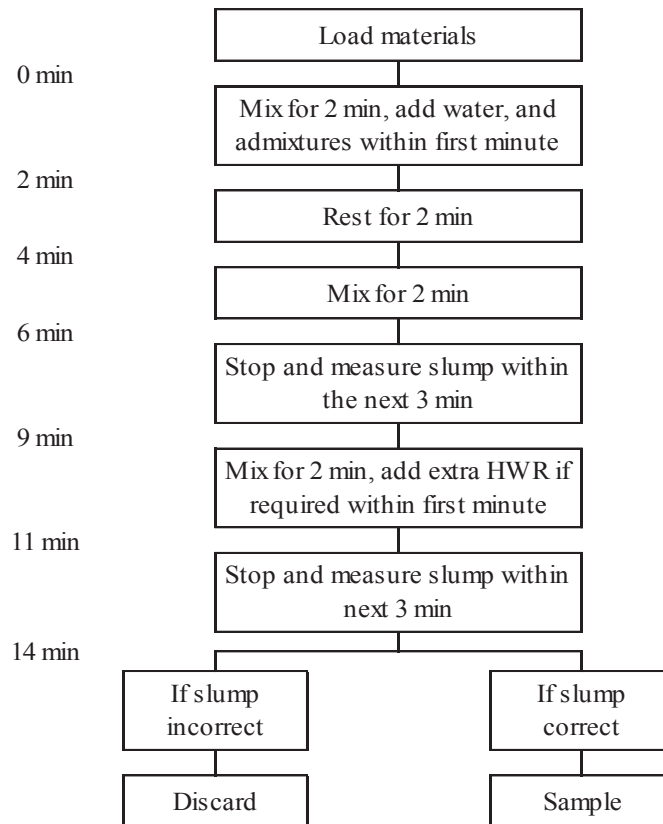 Load materials
0 min
Mix for 2 min, add water, and
admixtures within first minute
2 min
Rest for 2 min
4 min
Mix for 2 min
6 min
Stop and measure slump within
the next 3 min
9 min
Mix for 2 min, add extra HWR if
required within first minute
11 min
Stop and measure slump within
next 3 min
14 min
If slump
incorrect
If slump
correct
Discard
Sample